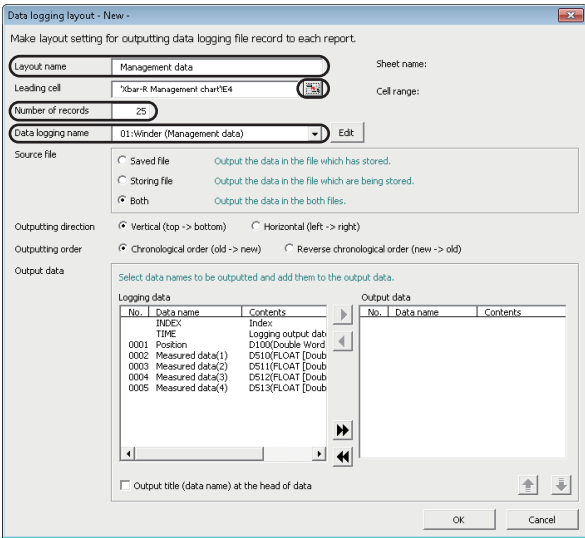 Data logging layout - New -
Make layout setting for outputting data logging file record to each report.
Layout name Management data Sheet name:
Leading cell 'Xbar-R Management chart'!E4 Cell range:
Number of records 25
Data logging name 01:Winder (Management data) Edit
Source file Saved file Output the data in the file which has stored.
Storing file Output the data in the file which are being stored.
Both Output the data in the both files.
Outputting direction Vertical (top -> bottom) Horizontal (left -> right)
Outputting order Chronological order (old -> new) Reverse chronological order (new -> old)
Output data Select data names to be outputted and add them to the output data.
Logging data Output data
No. Data name Contents No. Data name Contents
INDEX Index
TIME Logging output date
0001 Position D100(Double Word
0002 Measured data(1) D510(FLOAT [Doub
0003 Measured data(2) D511(FLOAT [Doub
0004 Measured data(3) D512(FLOAT [Doub
0005 Measured data(4) D513(FLOAT [Doub
Output title (data name) at the head of data
OK Cancel